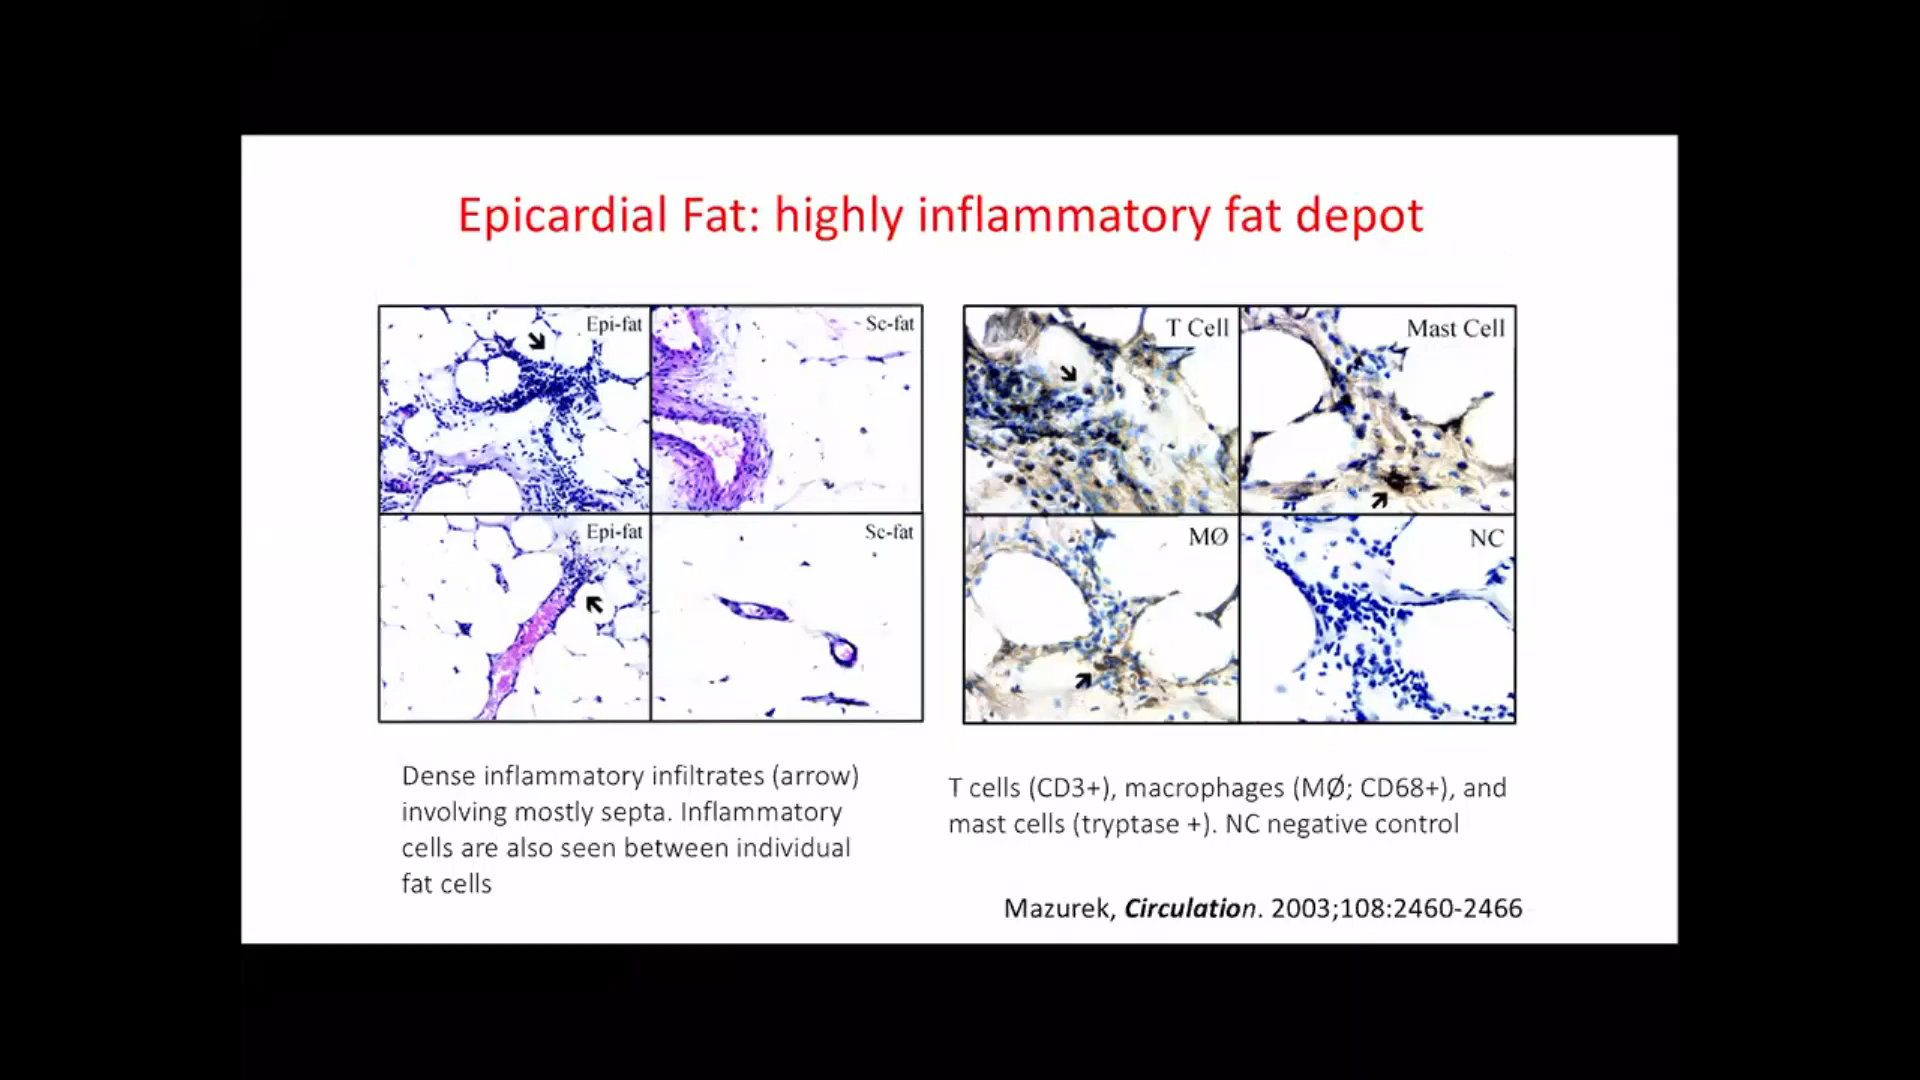 Epicardial Fat: highly inflammatory fat depot
Epi-fat
Sc-fat
Epi-fat
Sc-fat
T Cell
Mast Cell
MØ
NC
Dense inflammatory infiltrates (arrow)
involving mostly septa. Inflammatory
cells are also seen between individual
fat cells
T cells (CD3+), macrophages (MØ; CD68+), and
mast cells (tryptase +). NC negative control
Mazurek, Circulation. 2003;108:2460-2466